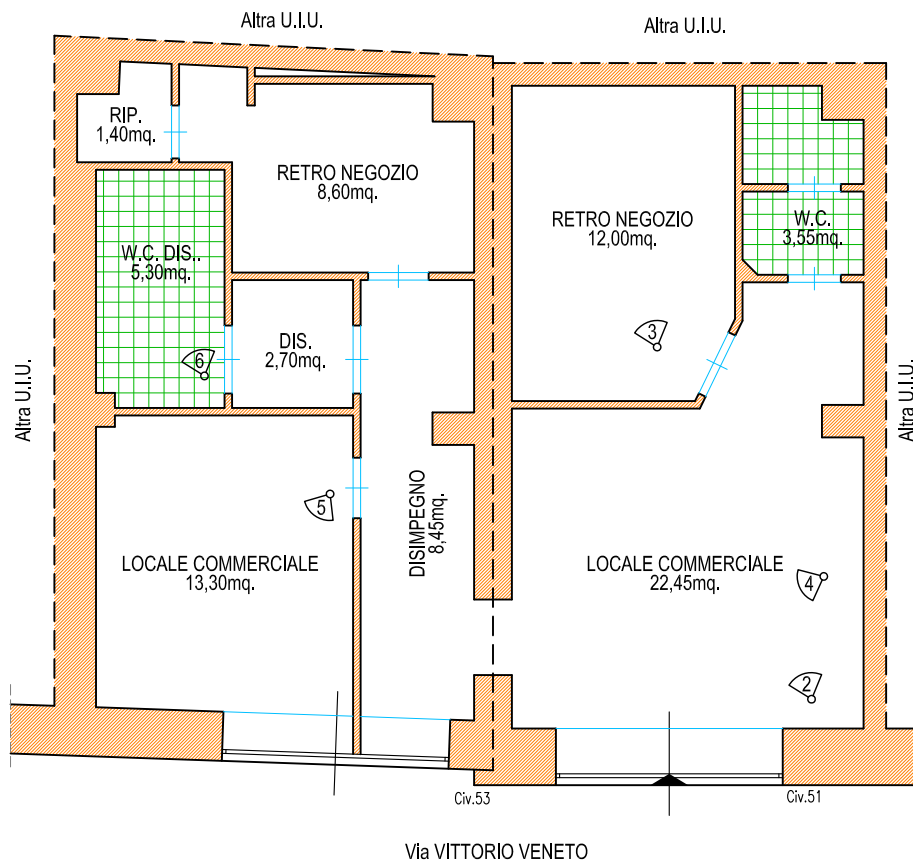 Altra U.I.U.
Altra U.I.U.
RIP.
1,40mq.
RETRO NEGOZIO
8,60mq.
RETRO NEGOZIO
12,00mq.
W.C.
3,55mq.
W.C. DIS..
5,30mq.
DIS.
2,70mq.
3
6
Altra U.I.U.
Altra U.I.U.
5
DISIMPEGNO
8,45mq.
LOCALE COMMERCIALE
13,30mq.
LOCALE COMMERCIALE
22,45mq.
4
2
Civ.53
Civ.51
Via VITTORIO VENETO